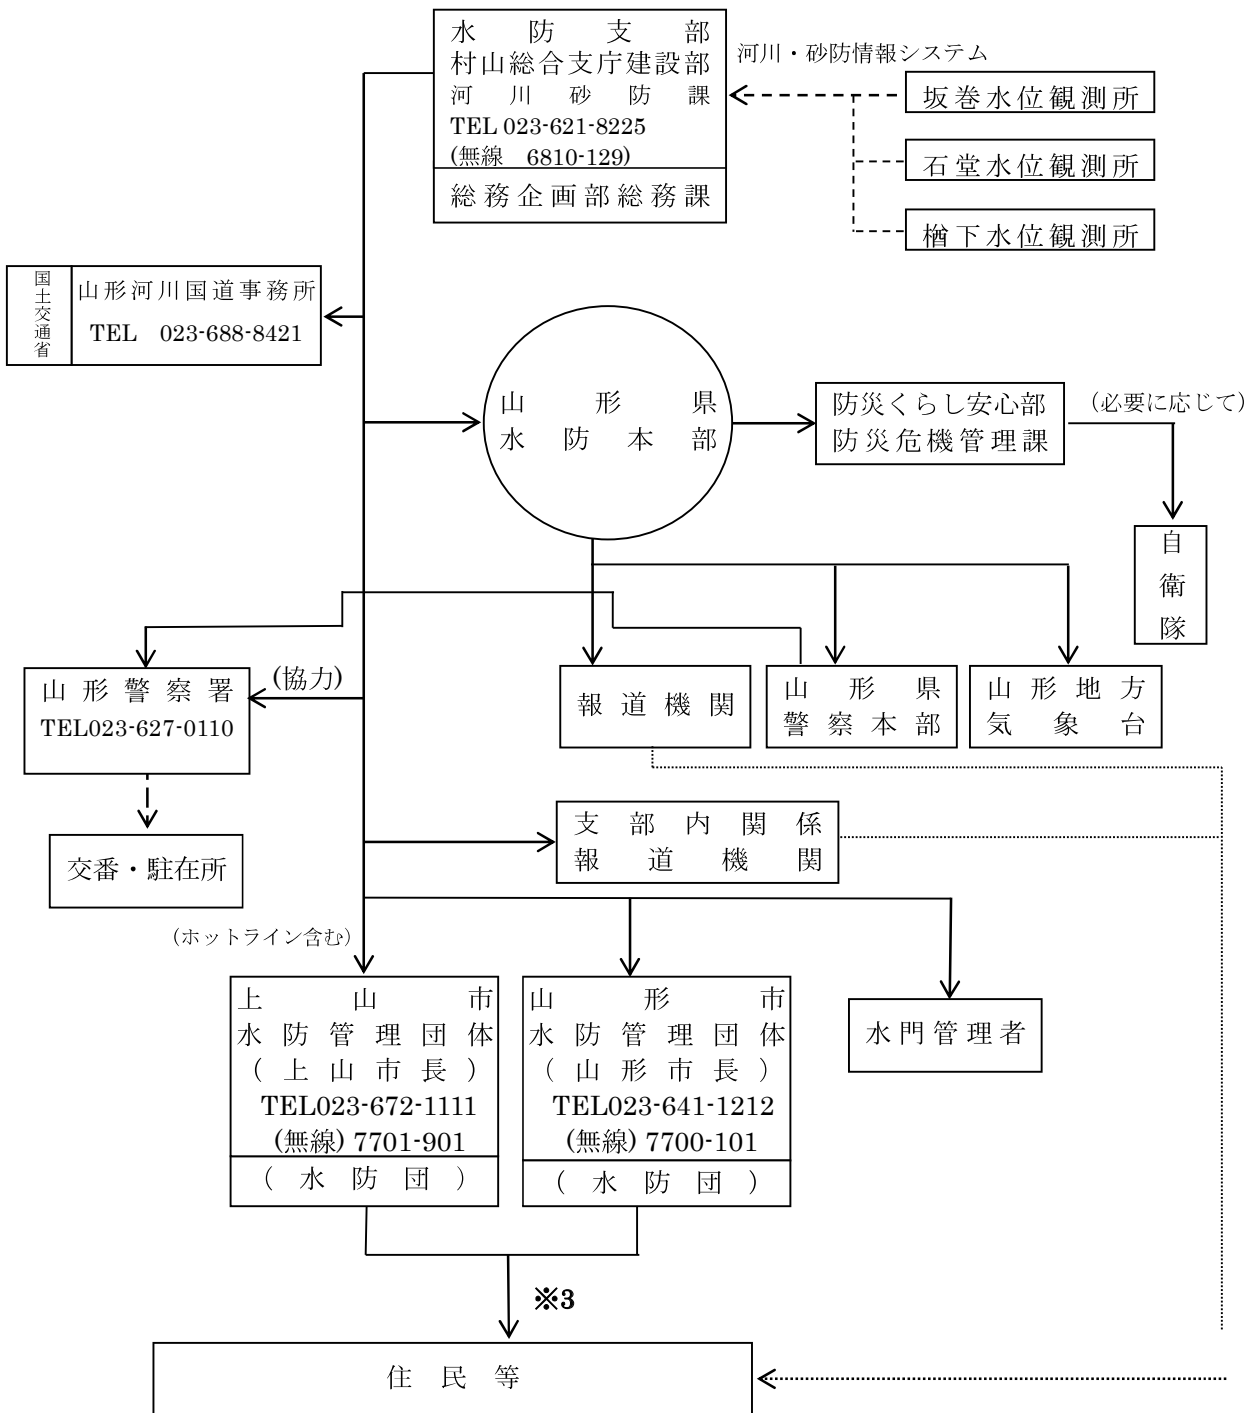 水防支部
村山総合支庁建設部
河川砂防課
TEL 023-621-8225
(無線 6810-129)
総務企画部総務課
河川・砂防情報システム
坂巻水位観測所
石堂水位観測所
楢下水位観測所
国土交通省
山形河川国道事務所
TEL 023-688-8421
山形県
水防本部
防災くらし安心部
防災危機管理課
(必要に応じて)
自衛隊
山形警察署
TEL023-627-0110
(協力)
報道機関
山形県
警察本部
山形地方
気象台
交番・駐在所
支部内関係
報道機関
(ホットライン含む)
上山市
水防管理団体
(上山市長)
TEL023-672-1111
(無線) 7701-901
(水防団)
山形市
水防管理団体
(山形市長)
TEL023-641-1212
(無線) 7700-101
(水防団)
水門管理者
※3
住民等